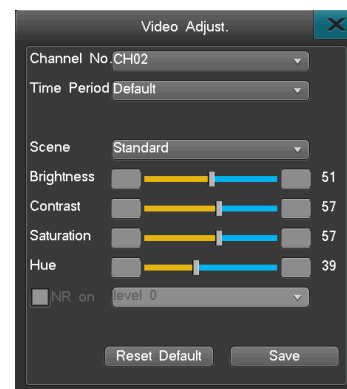 Video Adjust.
X
Channel No. CH02
Time Period Default
Scene Standard
Brightness 51
Contrast 57
Saturation 57
Hue 39
NR on level 0
Reset Default Save